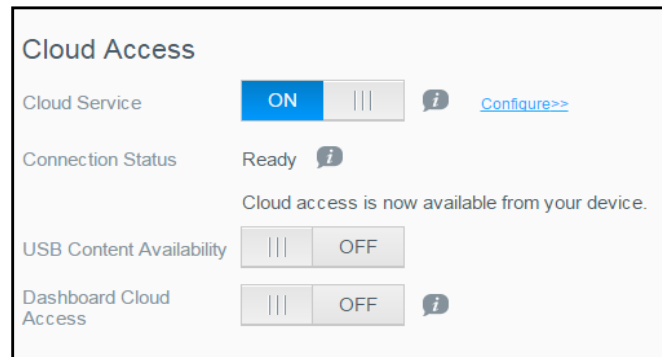 Cloud Access
Cloud Service ON i Configure>>
Connection Status Ready i
Cloud access is now available from your device.
USB Content Availability OFF
Dashboard Cloud
Access OFF i